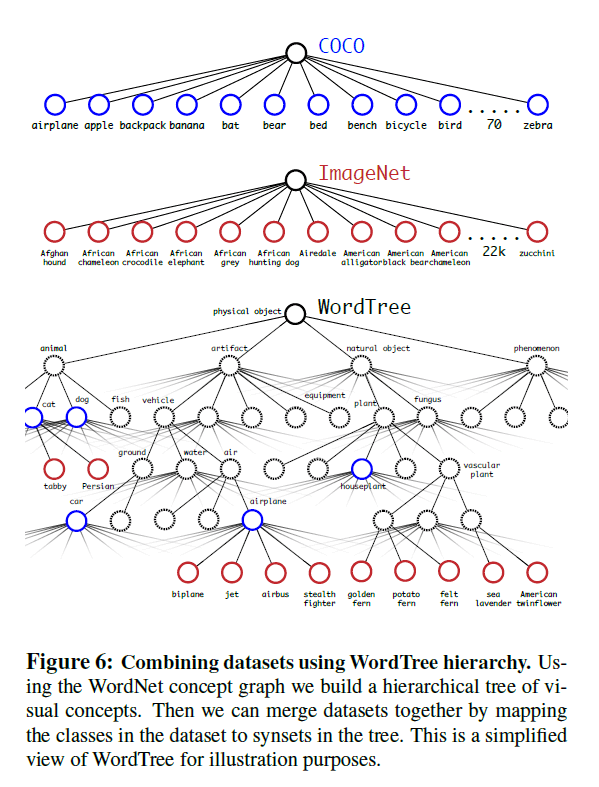 COCO
airplane apple backpack banana bat bear bed bench bicycle bird 70 zebra
ImageNet
Afghan hound
African chameleon
African crocodile
African elephant
African grey
African hunting dog
Airedale
American alligator
American black bear
American chameleon
22k
zucchini
WordTree
physical object
animal artifact natural object phenomenon
cat dog fish vehicle equipment plant fungus
ground water air vascular plant
tabby Persian houseplant
car airplane
biplane jet airbus
stealth fighter
golden fern
potato fern
felt fern
sea lavender
American twinflower
Figure 6: Combining datasets using WordTree hierarchy. Us-
ing the WordNet concept graph we build a hierarchical tree of vi-
sual concepts. Then we can merge datasets together by mapping
the classes in the dataset to synsets in the tree. This is a simplified
view of WordTree for illustration purposes.